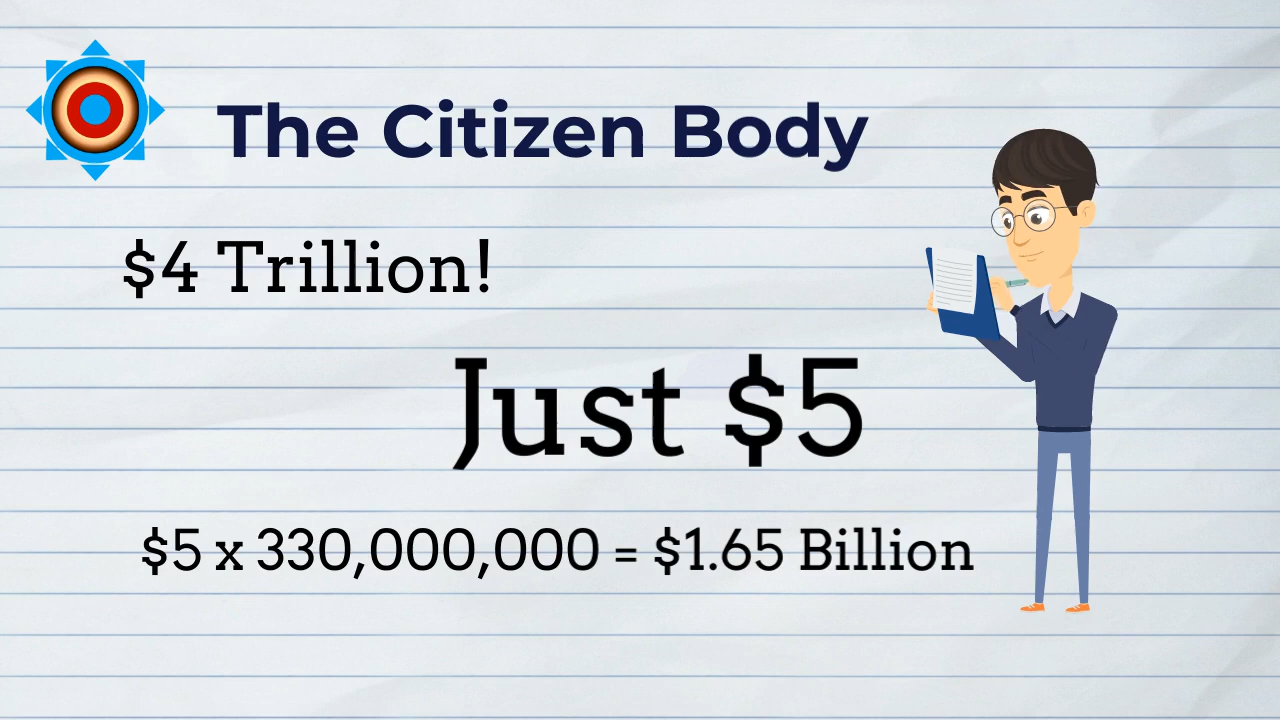 The Citizen Body
$4 Trillion!
Just $5
$5 x 330,000,000 = $1.65 Billion